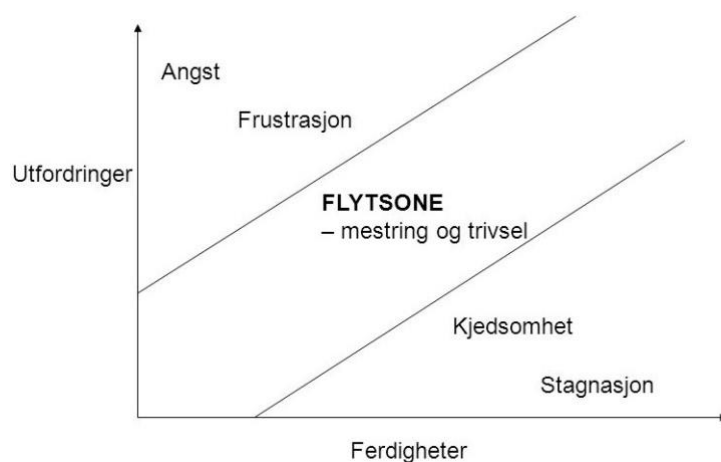 Angst
Frustrasjon
Utfordringer
FLYTSONE
– mestring og trivsel
Kjedsomhet
Stagnasjon
Ferdigheter